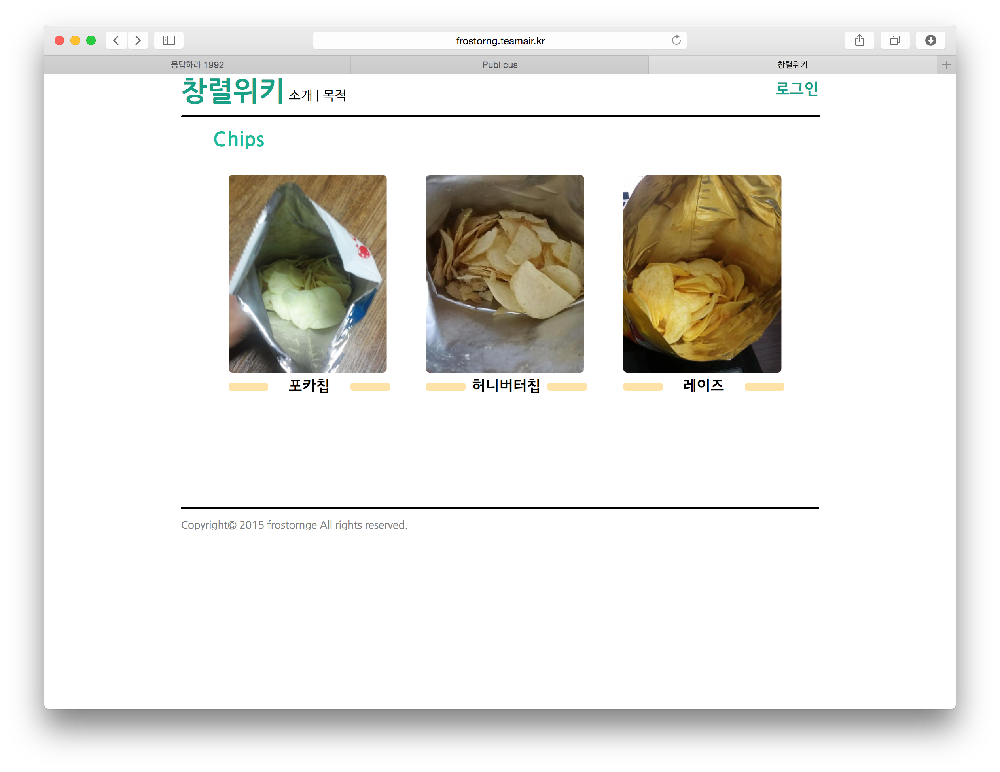 frostorng.teamair.kr
응답하라 1992
Publicus
창렬위키
창렬위키 소개 | 목적
로그인
Chips
포카칩
허니버터칩
레이즈
Copyright© 2015 frostornge All rights reserved.